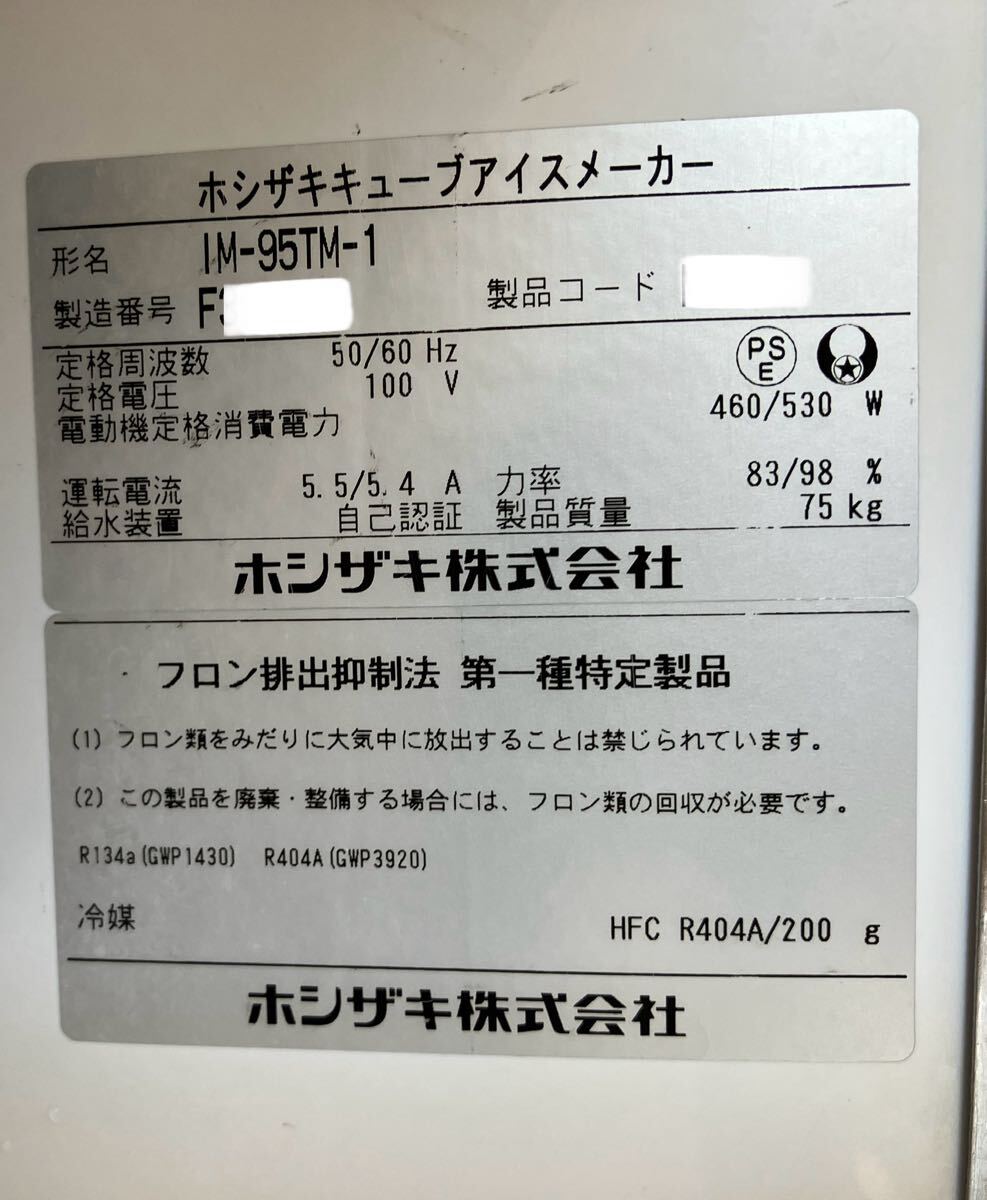 ホシザキキューブアイスメーカー
形名 IM-95TM-1
製造番号 F3 製品コード
定格周波数 50/60 Hz
定格電圧 100 V
PS E
電動機定格消費電力 460/530 W
運転電流 5.5/5.4 A 力率 83/98 %
給水装置 自己認証 製品質量 75 kg
ホシザキ株式会社
フロン排出抑制法 第一種特定製品
(1) フロン類をみだりに大気中に放出することは禁じられています。
(2) この製品を廃棄・整備する場合には、フロン類の回収が必要です。
R134a(GWP1430) R404A(GWP3920)
冷媒 HFC R404A/200 g
ホシザキ株式会社